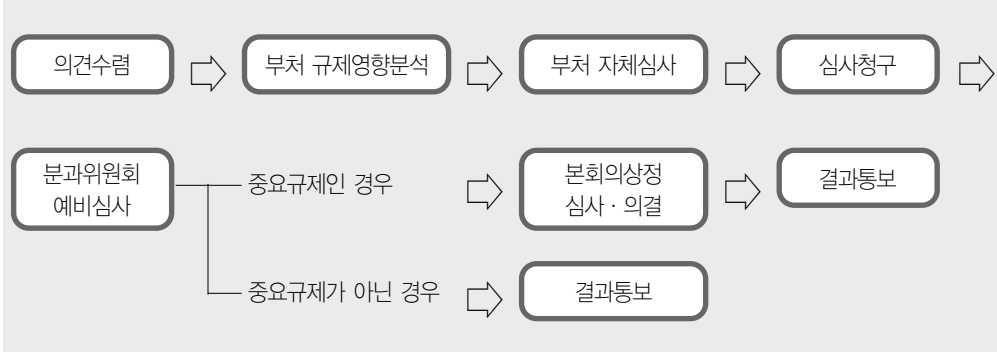 의견수렴
부처 규제영향분석
부처 자체심사
심사청구
분과위원회
예비심사
중요규제인 경우
본회의상정
심사 · 의결
결과통보
중요규제가 아닌 경우
결과통보